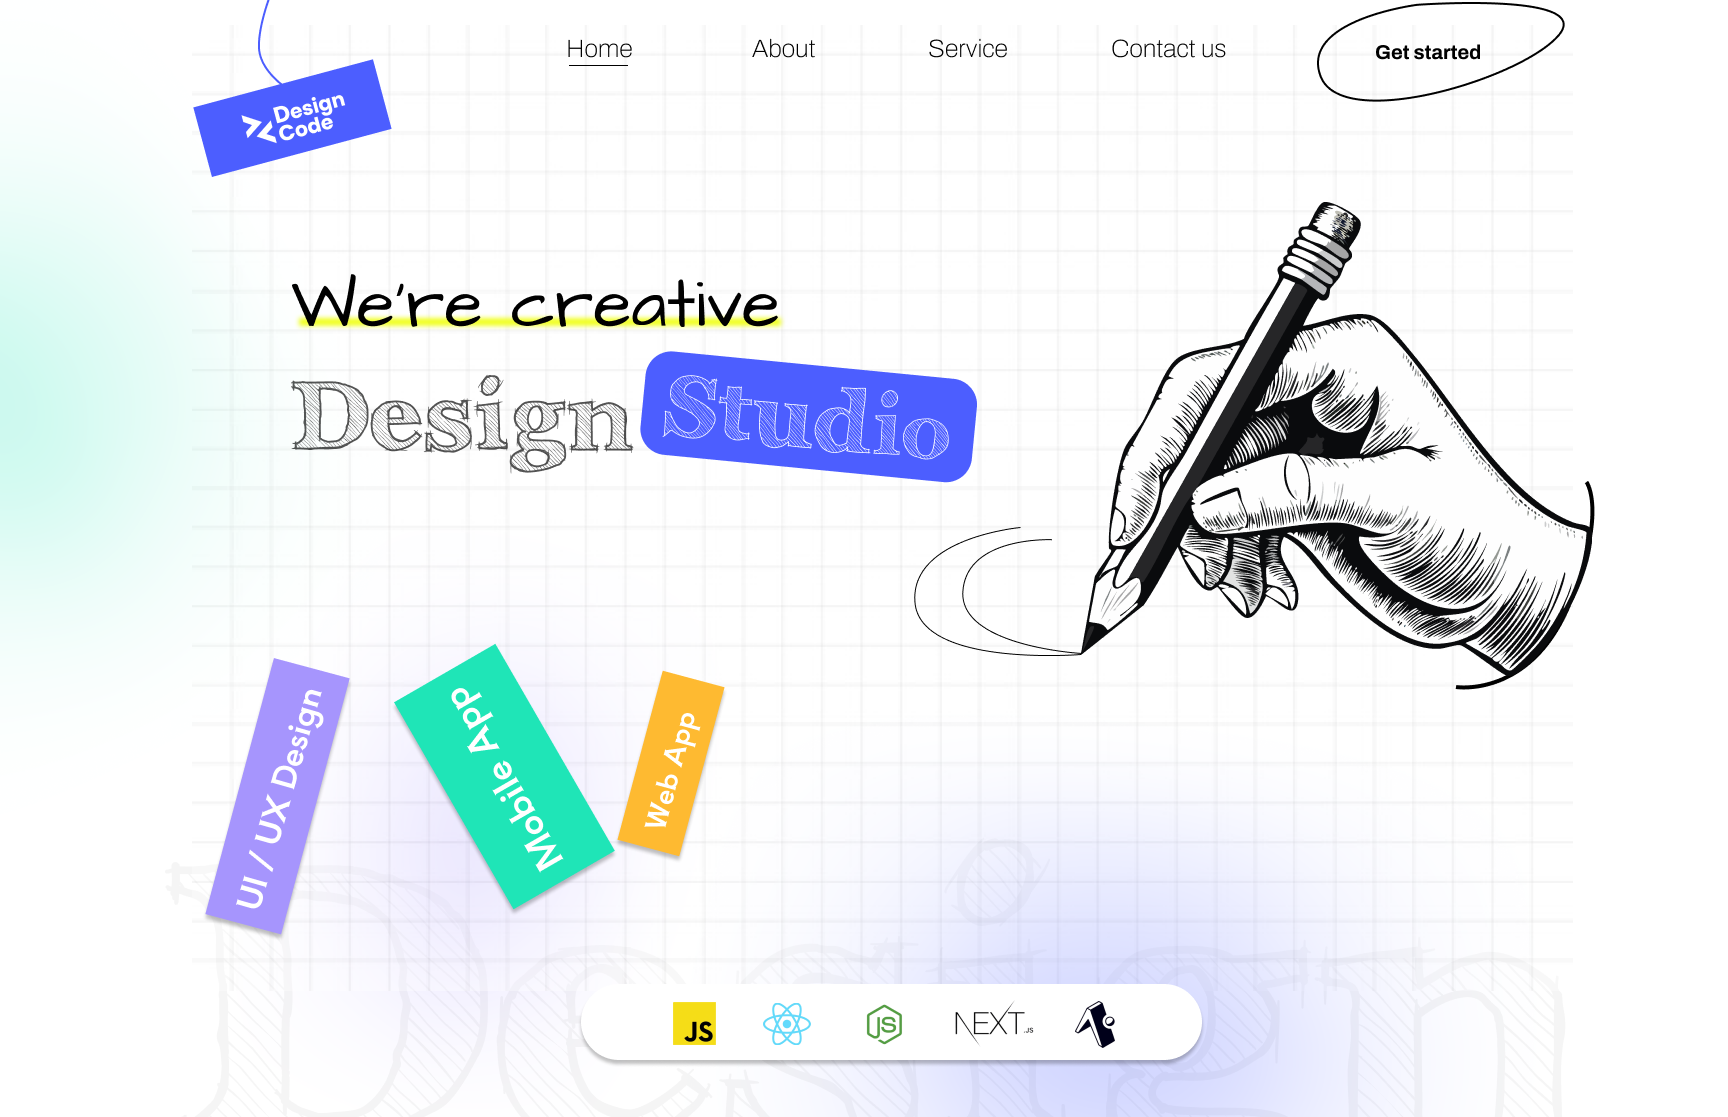 Home
About
Service
Contact us
Get started
Design
Code
We're creative
Design Studio
UI / UX Design
Mobile App
Web App
Design
JS
JS
NEXT.JS